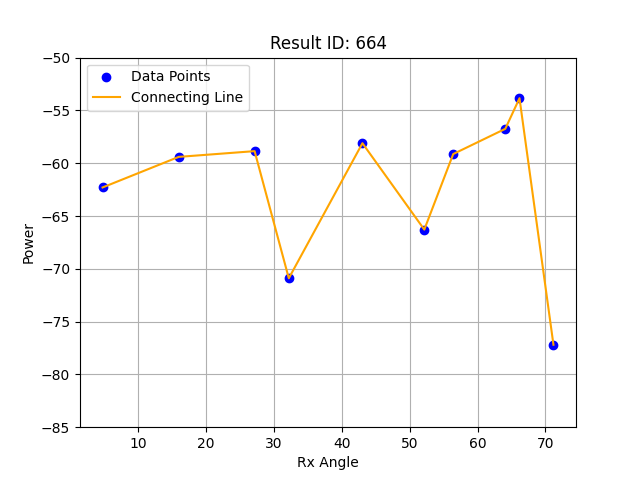 Result ID: 664
−50
−55
−60
−65
−70
−75
−80
−85
Power
Data Points
Connecting Line
10 20 30 40 50 60 70
Rx Angle